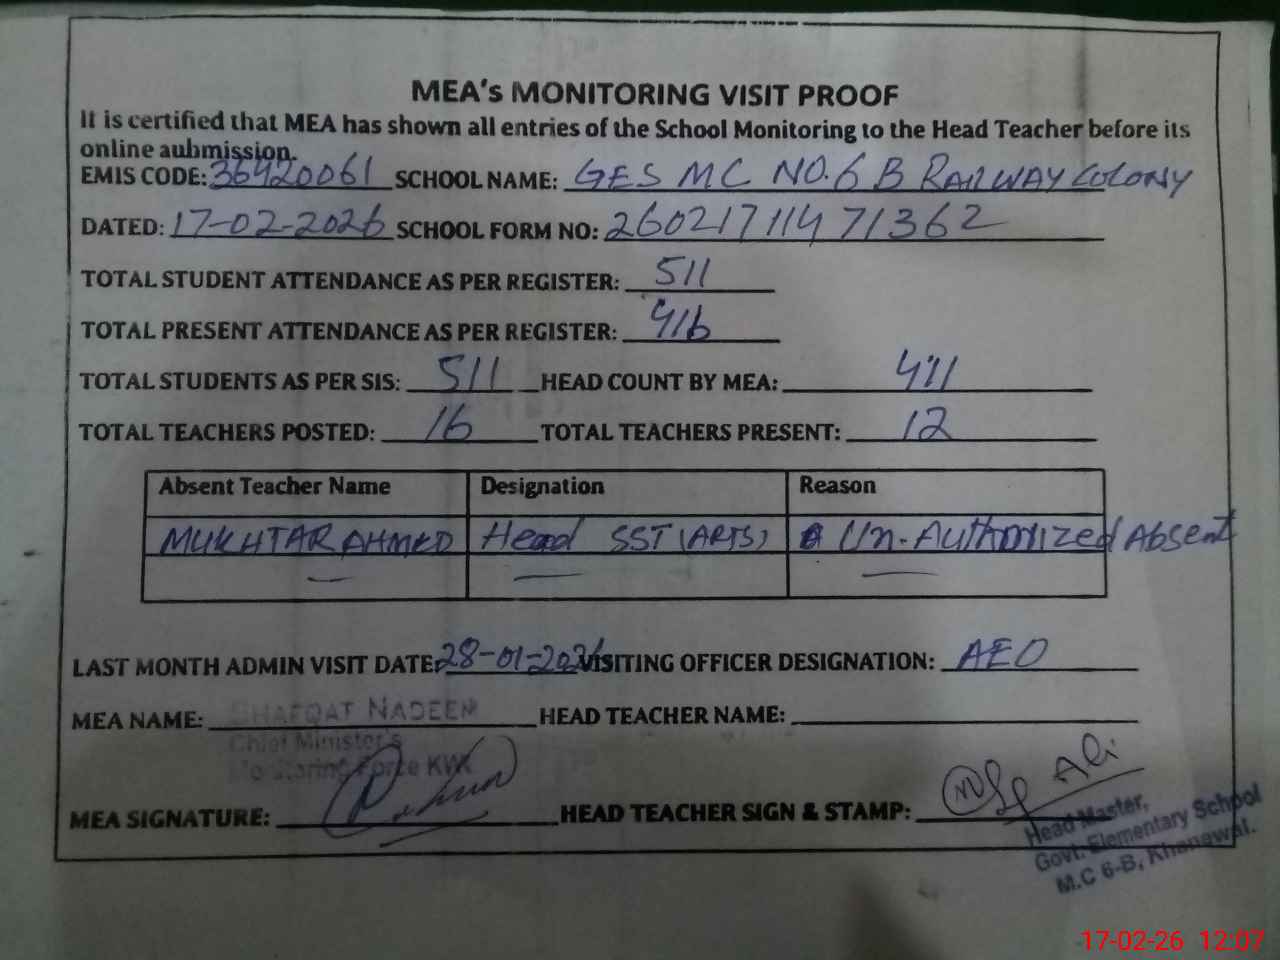 MEA's MONITORING VISIT PROOF
It is certified that MEA has shown all entries of the School Monitoring to the Head Teacher before its
online aubmission.
EMIS CODE: 36420061 SCHOOL NAME: GES MC NO. 6 B RAILWAY COLONY
DATED: 17-02-2026 SCHOOL FORM NO: 26021711471362
TOTAL STUDENT ATTENDANCE AS PER REGISTER: 511
TOTAL PRESENT ATTENDANCE AS PER REGISTER: 416
TOTAL STUDENTS AS PER SIS: 511 HEAD COUNT BY MEA: 411
TOTAL TEACHERS POSTED: 16 TOTAL TEACHERS PRESENT: 12
Absent Teacher Name Designation Reason
MUKHTAR AHMED Head SST (ARTS) Un-Authorized Absent
LAST MONTH ADMIN VISIT DATE: 28-01-2026 VISITING OFFICER DESIGNATION: AEO
MEA NAME: SHAFQAT NADEEM HEAD TEACHER NAME:
Chief Minister's
Monitoring Force KWL
MEA SIGNATURE: HEAD TEACHER SIGN & STAMP: Ali
Head Master,
Govt. Elementary School
M.C 6-B, Khanewal.
17-02-26 12:07